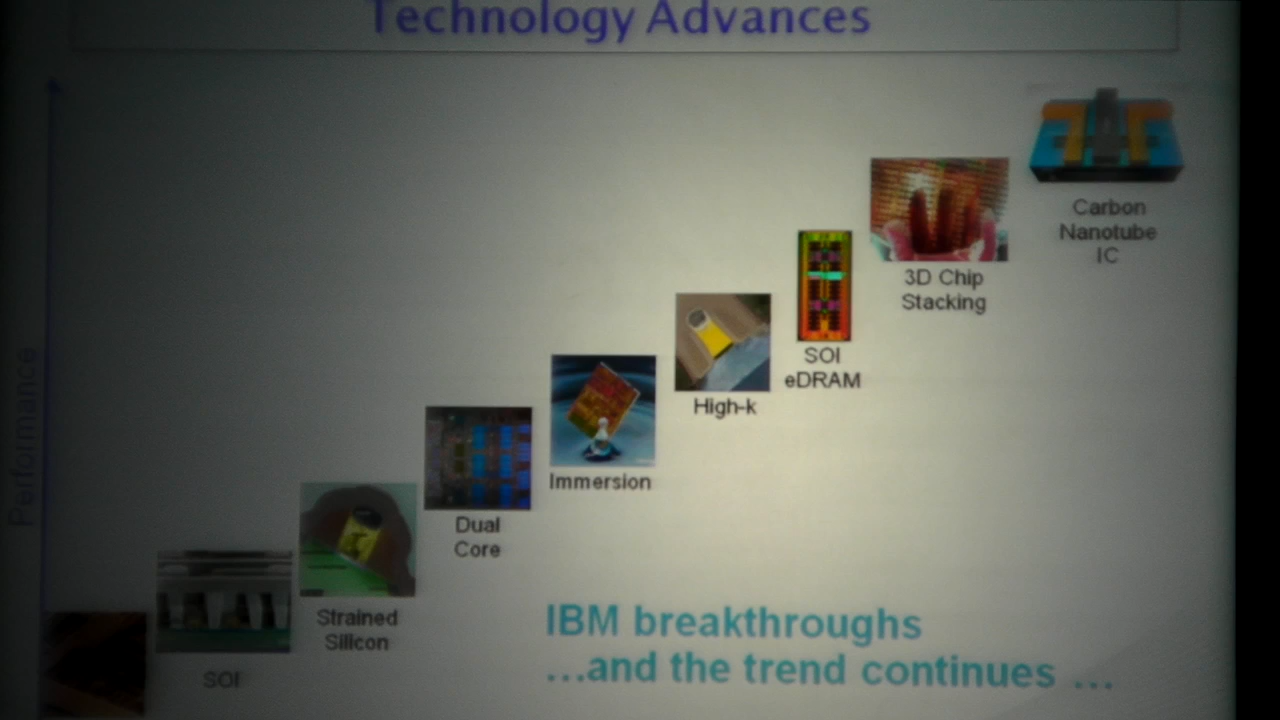 Technology Advances
Performance
Carbon
Nanotube
IC
3D Chip
Stacking
SOI
eDRAM
High-k
Immersion
Dual
Core
Strained
Silicon
SOI
IBM breakthroughs
...and the trend continues ...